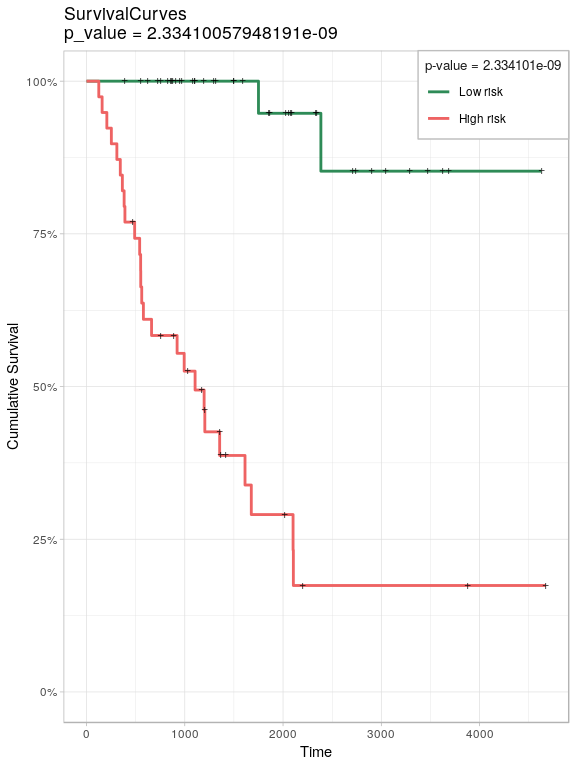 SurvivalCurves
p_value = 2.33410057948191e-09
p-value = 2.334101e-09
Low risk
High risk
100%
75%
50%
25%
0%
Cumulative Survival
0 1000 2000 3000 4000
Time